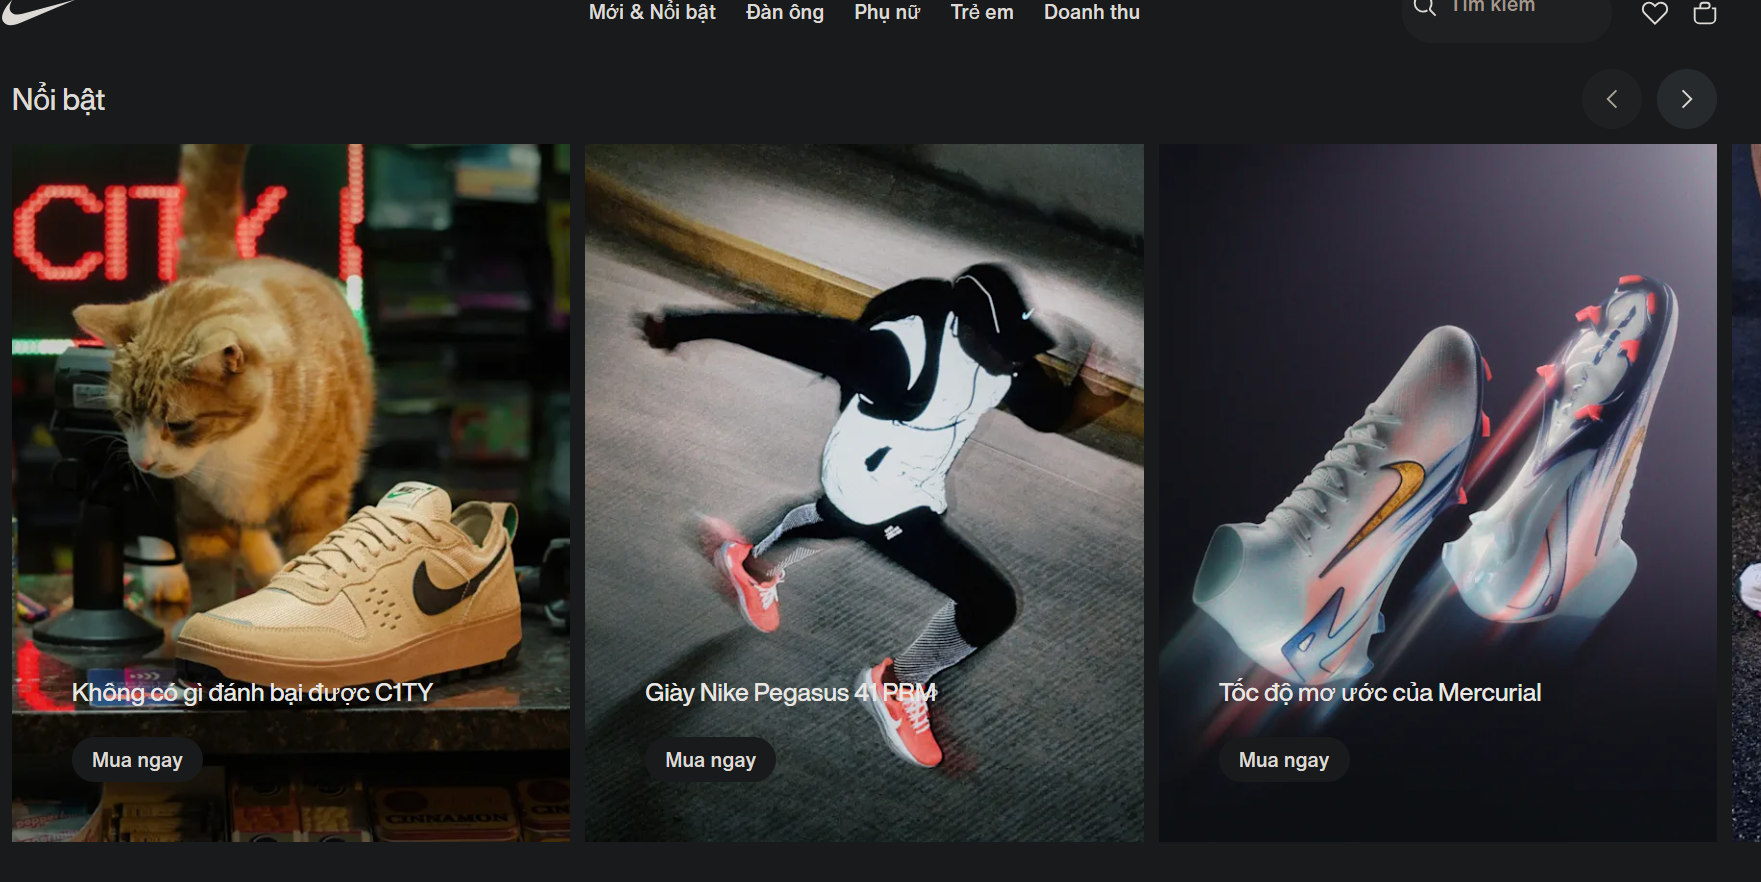 Mới & Nổi bật
Đàn ông
Phụ nữ
Trẻ em
Doanh thu
Tìm kiếm
Nổi bật
CITY
Không có gì đánh bại được C1TY
Mua ngay
CINNAMON
Giày Nike Pegasus 41 PRM
Mua ngay
Tốc độ mơ ước của Mercurial
Mua ngay